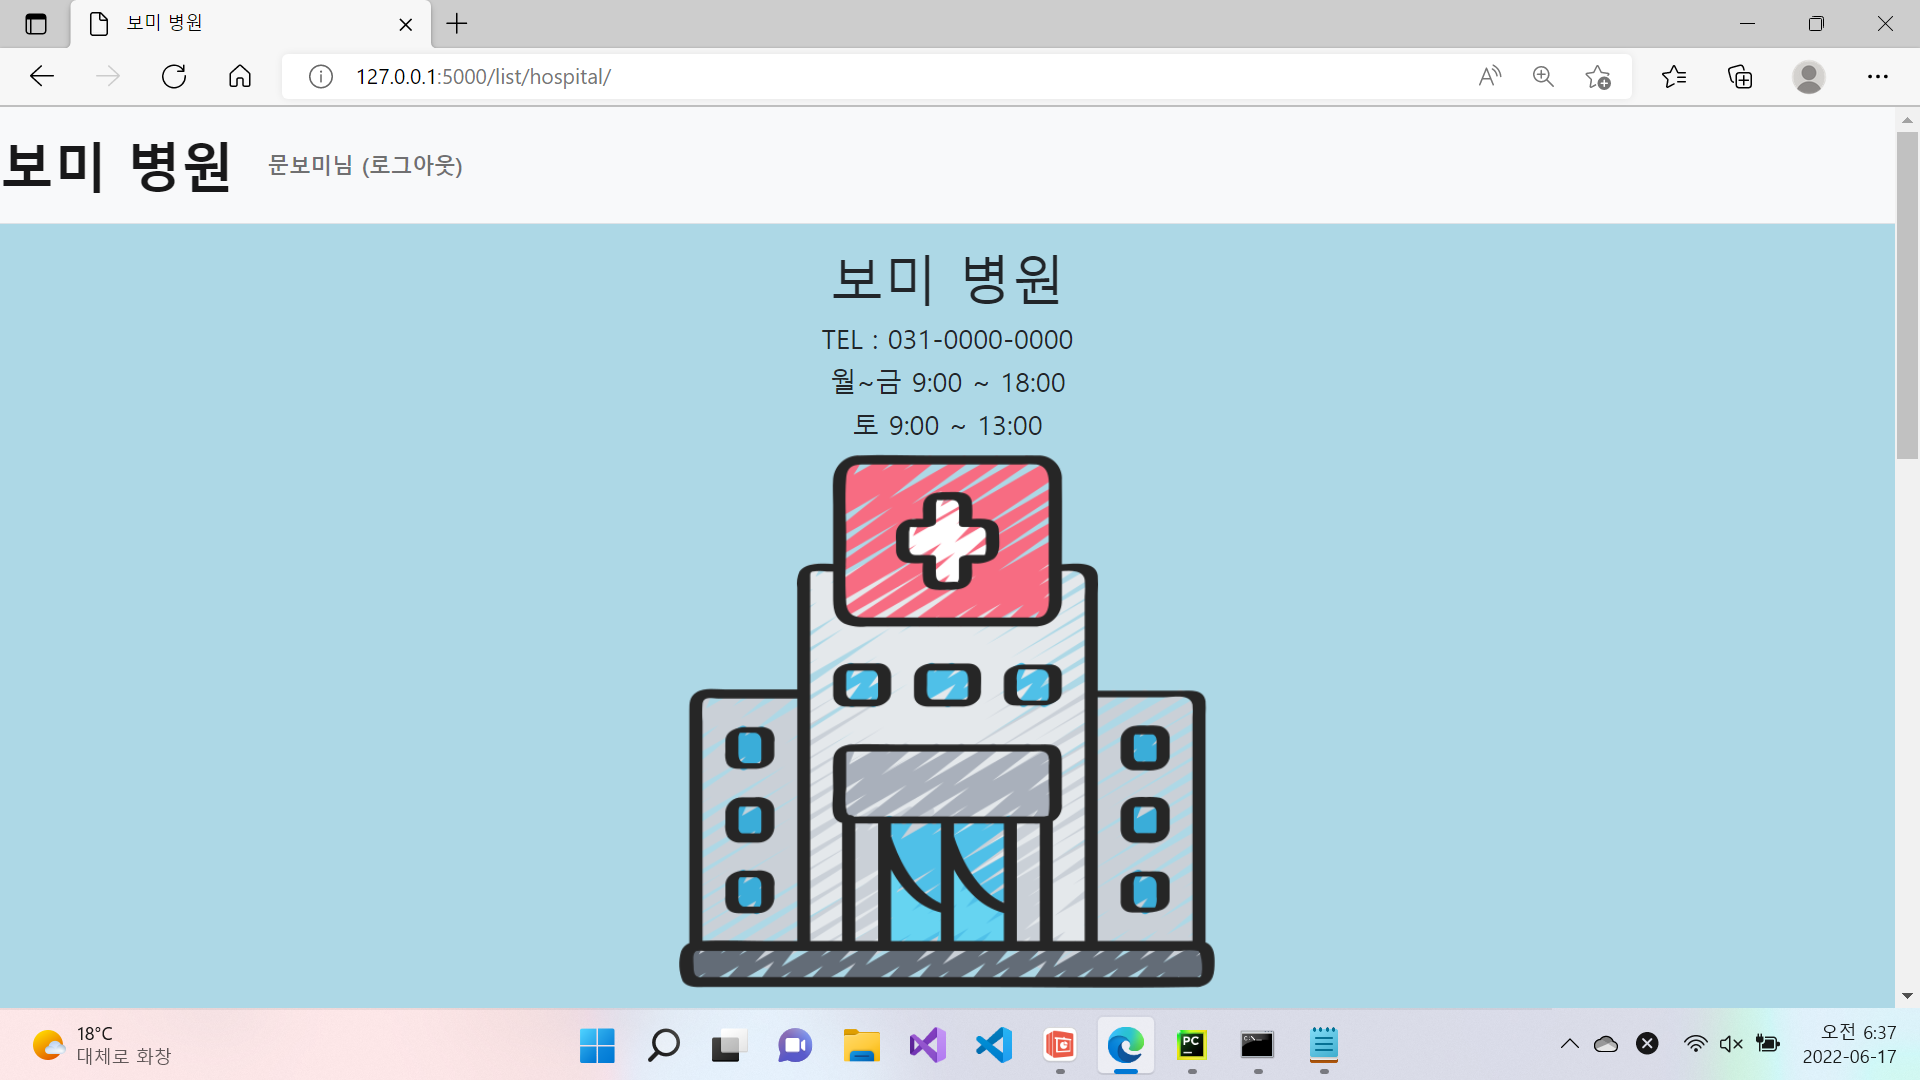 보미 병원
127.0.0.1:5000/list/hospital/
보미 병원 문보미님 (로그아웃)
보미 병원
TEL : 031-0000-0000
월~금 9:00 ~ 18:00
토 9:00 ~ 13:00
18°C
대체로 화창
PC
오전 6:37
2022-06-17